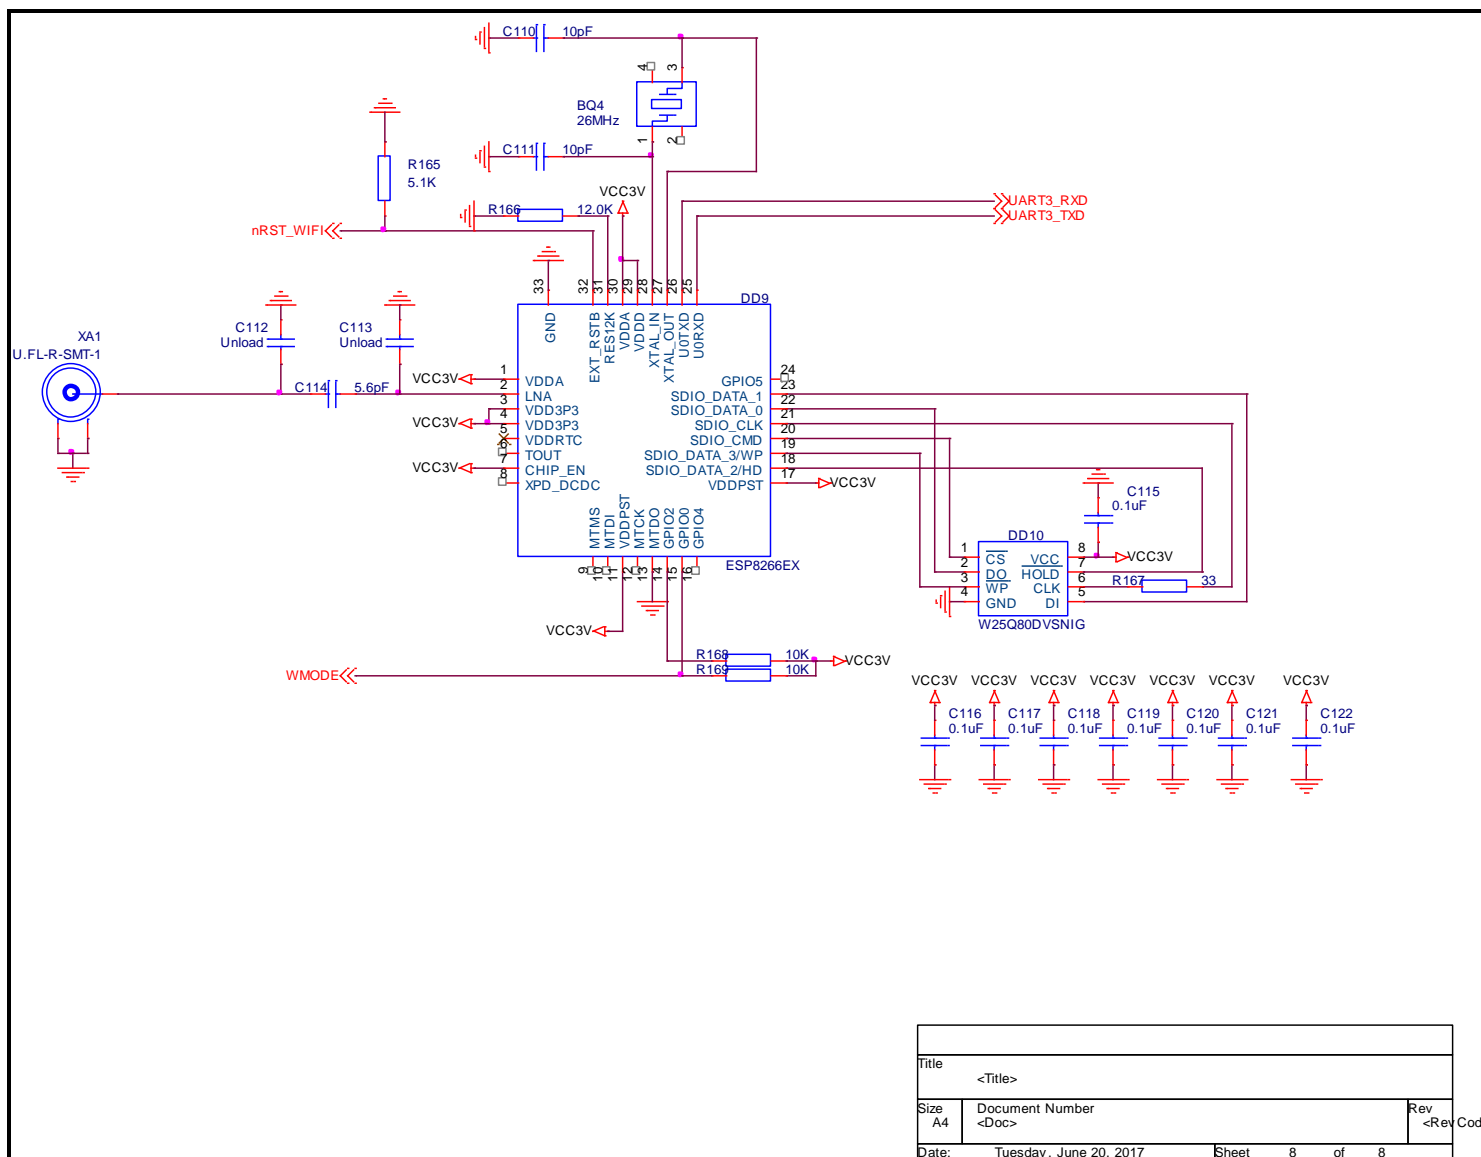 C110 10pF
4 3
BQ4
26MHz
1 2
C111 10pF
R165
5.1K
VCC3V
R166 12.0K
UART3_RXD
UART3_TXD
nRST_WIFI
33 32 31 30 29 28 27 26 25
DD9
GND EXT_RSTB RES12K VDDA VDDD XTAL_IN XTAL_OUT U0TXD U0RXD
C112
Unload
C113
Unload
XA1
U.FL-R-SMT-1
C114 5.6pF
VCC3V 1 VDDA
2 LNA
3 VDD3P3
VCC3V 4 VDD3P3
5 VDDRTC
6 TOUT
VCC3V 7 CHIP_EN
8 XPD_DCDC
GPIO5 24
SDIO_DATA_1 23
SDIO_DATA_0 22
SDIO_CLK 21
SDIO_CMD 20
SDIO_DATA_3/WP 19
SDIO_DATA_2/HD 18
VDDPST 17 VCC3V
MTMS MTDI VDDPST MTCK MTDO GPIO2 GPIO0 GPIO4
ESP8266EX
9 10 11 12 13 14 15 16
C115
0.1uF
DD10
1 CS VCC 8 VCC3V
2 DO HOLD 7
3 WP CLK 6 R167 33
4 GND DI 5
W25Q80DVSNIG
VCC3V
R168 10K VCC3V
WMODE R169 10K
VCC3V VCC3V VCC3V VCC3V VCC3V VCC3V VCC3V
C116 C117 C118 C119 C120 C121 C122
0.1uF 0.1uF 0.1uF 0.1uF 0.1uF 0.1uF 0.1uF
Title
<Title>
Size Document Number Rev
A4 <Doc> <RevCod
Date: Tuesday, June 20, 2017 Sheet 8 of 8